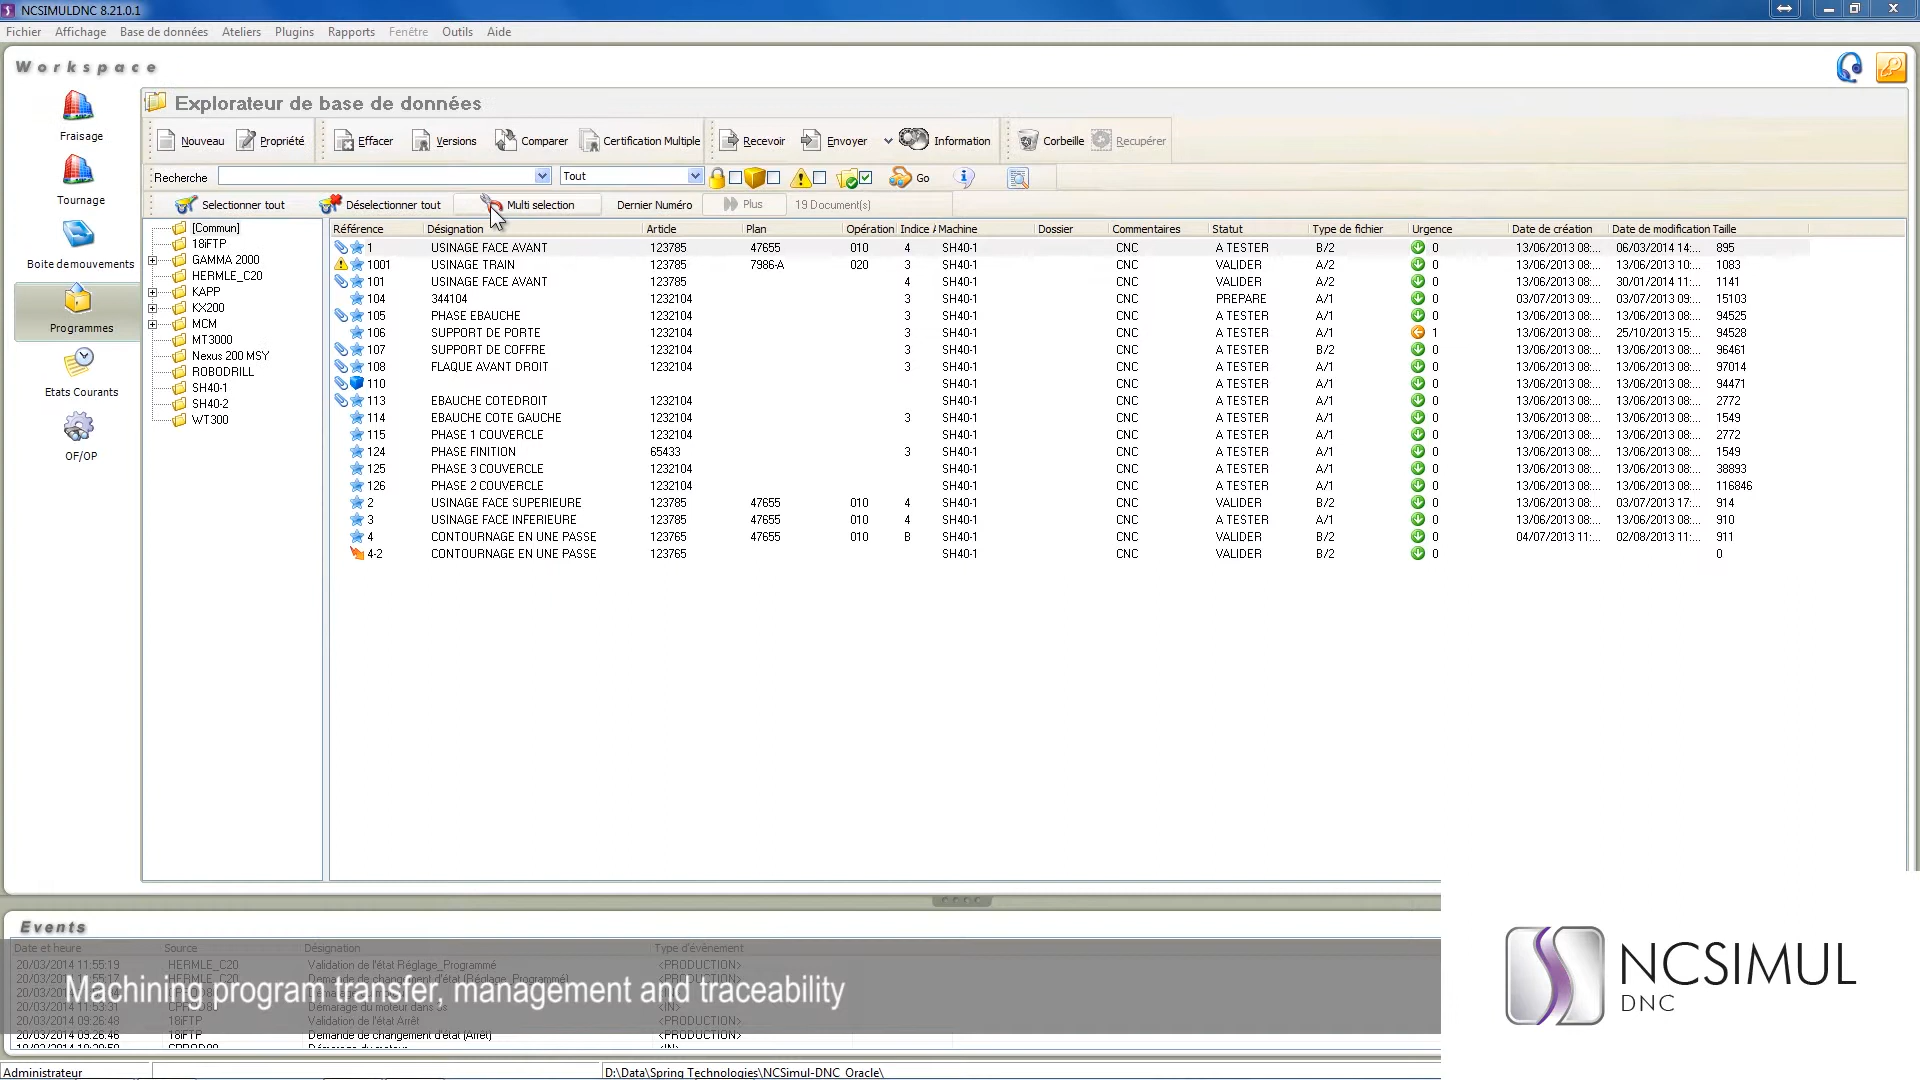 NCSIMULDNC 8.21.0.1
Fichier Affichage Base de données Ateliers Plugins Rapports Fenêtre Outils Aide
Workspace
Explorateur de base de données
Fraisage
Tournage
Boite de mouvements
Programmes
Etats Courants
OF/OP
Nouveau Propriété Effacer Versions Comparer Certification Multiple Recevoir Envoyer Information Corbeille Recupérer
Recherche Tout Go
Selectionner tout Déselectionner tout Multi selection Dernier Numéro Plus 19 Document(s)
[Commun]
18iFTP
GAMMA 2000
HERMLE_C20
KAPP
KX200
MCM
MT3000
Nexus 200 MSY
ROBODRILL
SH40-1
SH40-2
WT300
Référence Désignation Article Plan Opération Indice / Machine Dossier Commentaires Statut Type de fichier Urgence Date de création Date de modification Taille
1 USINAGE FACE AVANT 123785 47655 010 4 SH40-1 CNC A TESTER B/2 0 13/06/2013 08:... 06/03/2014 14:... 895
1001 USINAGE TRAIN 123785 7986-A 020 3 SH40-1 CNC VALIDER A/2 0 13/06/2013 08:... 13/06/2013 10:... 1083
101 USINAGE FACE AVANT 123785 4 SH40-1 CNC VALIDER A/2 0 13/06/2013 08:... 30/01/2014 11:... 1141
104 344104 1232104 3 SH40-1 CNC PREPARE A/1 0 03/07/2013 09:... 03/07/2013 09:... 15103
105 PHASE EBAUCHE 1232104 3 SH40-1 CNC A TESTER A/1 0 13/06/2013 08:... 13/06/2013 08:... 94525
106 SUPPORT DE PORTE 1232104 3 SH40-1 CNC A TESTER A/1 1 13/06/2013 08:... 25/10/2013 15:... 94528
107 SUPPORT DE COFFRE 1232104 3 SH40-1 CNC A TESTER B/2 0 13/06/2013 08:... 13/06/2013 08:... 96461
108 FLAQUE AVANT DROIT 1232104 3 SH40-1 CNC A TESTER A/1 0 13/06/2013 08:... 13/06/2013 08:... 97014
110 SH40-1 CNC A TESTER A/1 0 13/06/2013 08:... 13/06/2013 08:... 94471
113 EBAUCHE COTEDROIT 1232104 SH40-1 CNC A TESTER A/1 0 13/06/2013 08:... 13/06/2013 08:... 2772
114 EBAUCHE COTE GAUCHE 1232104 3 SH40-1 CNC A TESTER A/1 0 13/06/2013 08:... 13/06/2013 08:... 1549
115 PHASE 1 COUVERCLE 1232104 SH40-1 CNC A TESTER A/1 0 13/06/2013 08:... 13/06/2013 08:... 2772
124 PHASE FINITION 65433 3 SH40-1 CNC A TESTER A/1 0 13/06/2013 08:... 13/06/2013 08:... 1549
125 PHASE 3 COUVERCLE 1232104 SH40-1 CNC A TESTER A/1 0 13/06/2013 08:... 13/06/2013 08:... 38893
126 PHASE 2 COUVERCLE 1232104 SH40-1 CNC A TESTER A/1 0 13/06/2013 08:... 13/06/2013 08:... 116846
2 USINAGE FACE SUPERIEURE 123785 47655 010 4 SH40-1 CNC VALIDER B/2 0 13/06/2013 08:... 03/07/2013 17:... 914
3 USINAGE FACE INFERIEURE 123785 47655 010 4 SH40-1 CNC A TESTER A/1 0 13/06/2013 08:... 13/06/2013 08:... 910
4 CONTOURNAGE EN UNE PASSE 123765 47655 010 B SH40-1 CNC VALIDER B/2 0 04/07/2013 11:... 02/08/2013 11:... 911
4-2 CONTOURNAGE EN UNE PASSE 123765 SH40-1 CNC VALIDER B/2 0 0
Events
Date et heure Source Désignation Type d'évènement
20/03/2014 11:55:19 HERMLE_C20 Validation de l'état Réglage_Programmé <PRODUCTION>
HERMLE_C20 Demande de changement d'état (Réglage_Programmé) <PRODUCTION>
Machining program transfer, management and traceability
20/03/2014 09:26:48 18iFTP Validation de l'état Arrêt <PRODUCTION>
20/03/2014 09:26:46 18iFTP Demande de changement d'état (Arrêt) <PRODUCTION>
NCSIMUL
DNC
Administrateur D:\Data\Spring Technologies\NCSimul-DNC Oracle\